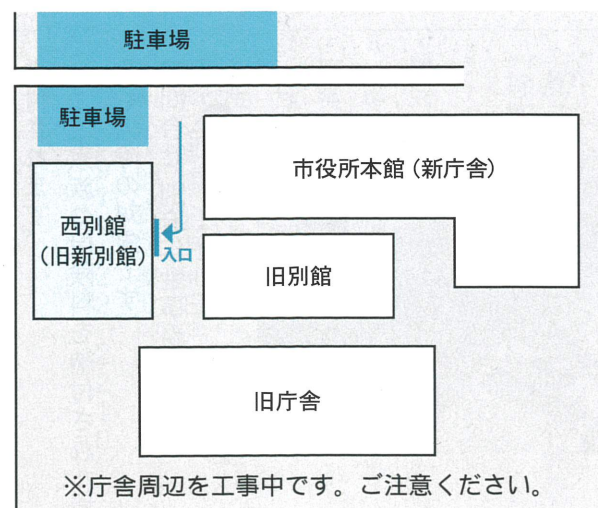 駐車場
駐車場
市役所本館（新庁舎）
西別館
（旧新別館）
入口
旧別館
旧庁舎
※庁舎周辺を工事中です。ご注意ください。